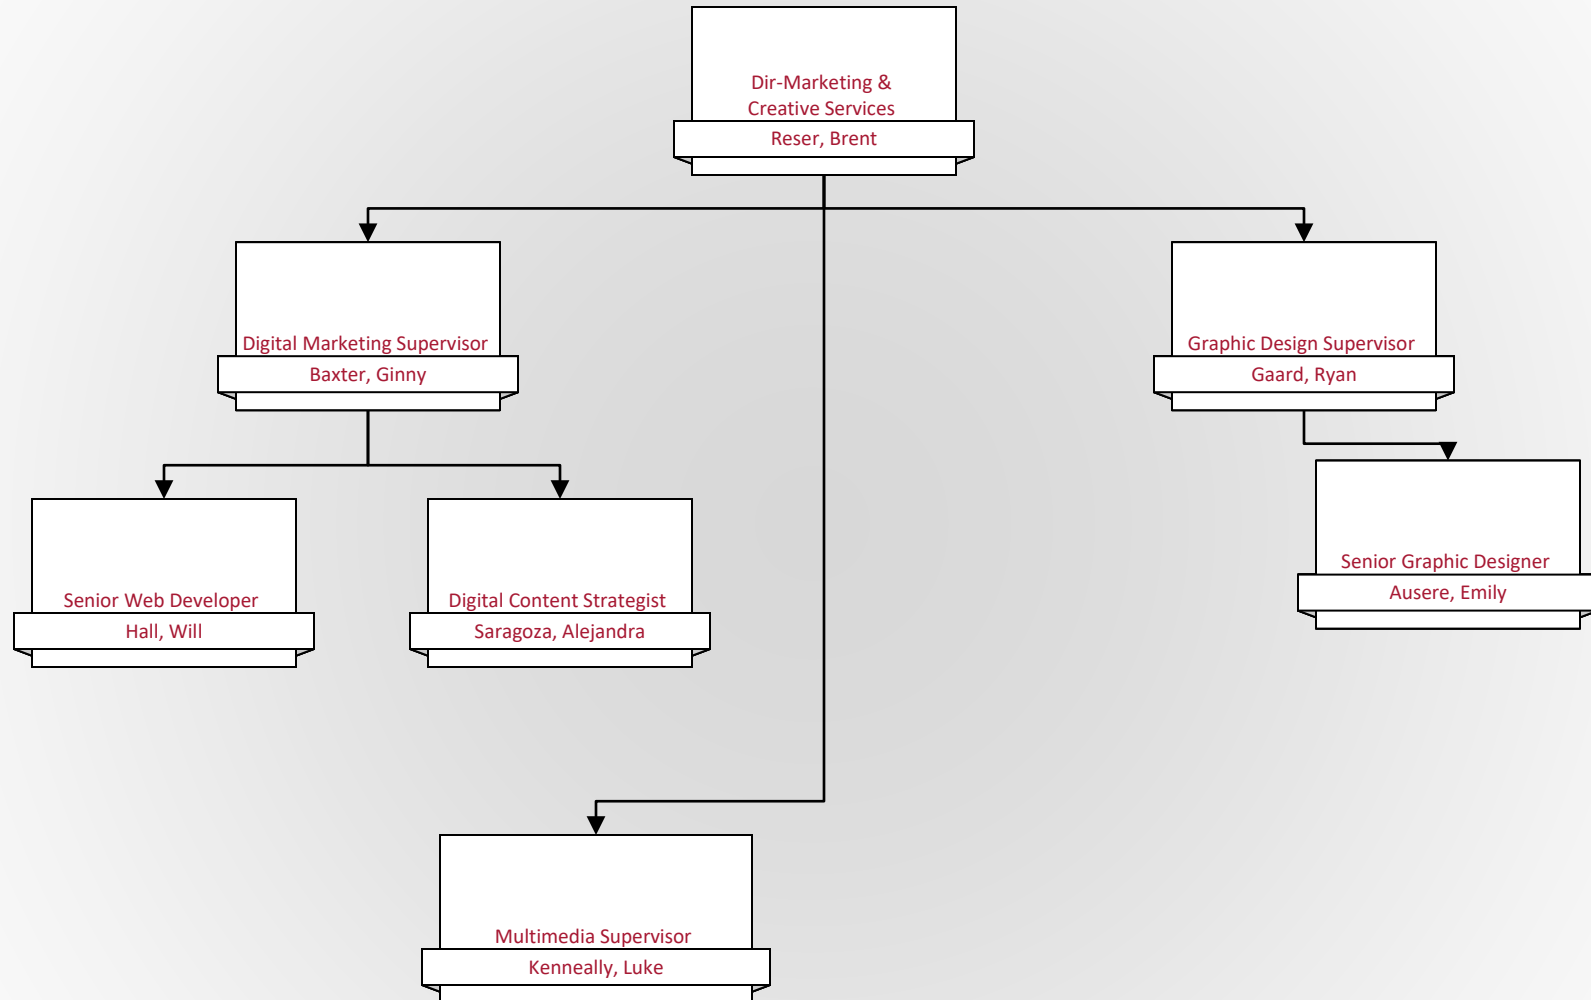 Dir-Marketing &
Creative Services
Reser, Brent
Digital Marketing Supervisor
Baxter, Ginny
Graphic Design Supervisor
Gaard, Ryan
Senior Web Developer
Hall, Will
Digital Content Strategist
Saragoza, Alejandra
Senior Graphic Designer
Ausere, Emily
Multimedia Supervisor
Kenneally, Luke